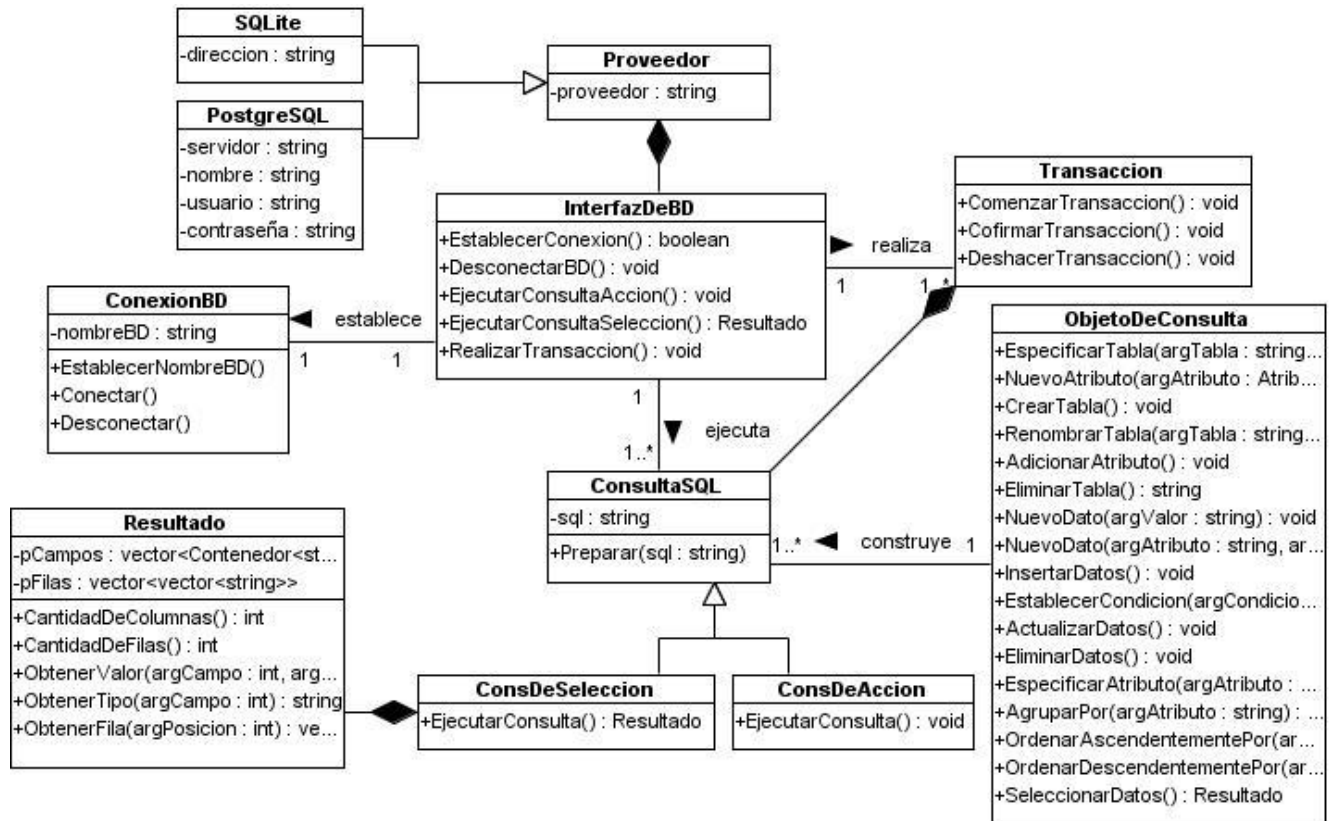 SQLite
-direccion : string
PostgreSQL
-servidor : string
-nombre : string
-usuario : string
-contraseña : string
Proveedor
-proveedor : string
InterfazDeBD
+EstablecerConexion() : boolean
+DesconectarBD() : void
+EjecutarConsultaAccion() : void
+EjecutarConsultaSeleccion() : Resultado
+RealizarTransaccion() : void
realiza
1
1..*
Transaccion
+ComenzarTransaccion() : void
+CofirmarTransaccion() : void
+DeshacerTransaccion() : void
ConexionBD
-nombreBD : string
+EstablecerNombreBD()
+Conectar()
+Desconectar()
establece
1
1
1
ejecuta
1..*
ConsultaSQL
-sql : string
+Preparar(sql : string)
1..*
construye
1
ObjetoDeConsulta
+EspecificarTabla(argTabla : string...
+NuevoAtributo(argAtributo : Atrib...
+CrearTabla() : void
+RenombrarTabla(argTabla : string...
+AdicionarAtributo() : void
+EliminarTabla() : string
+NuevoDato(argValor : string) : void
+NuevoDato(argAtributo : string, ar...
+InsertarDatos() : void
+EstablecerCondicion(argCondicio...
+ActualizarDatos() : void
+EliminarDatos() : void
+EspecificarAtributo(argAtributo : ...
+AgruparPor(argAtributo : string) : ...
+OrdenarAscendentementePor(ar...
+OrdenarDescendentementePor(ar...
+SeleccionarDatos() : Resultado
Resultado
-pCampos : vector<Contenedor<st...
-pFilas : vector<vector<string>>
+CantidadDeColumnas() : int
+CantidadDeFilas() : int
+ObtenerValor(argCampo : int, arg...
+ObtenerTipo(argCampo : int) : string
+ObtenerFila(argPosicion : int) : ve...
ConsDeSeleccion
+EjecutarConsulta() : Resultado
ConsDeAccion
+EjecutarConsulta() : void